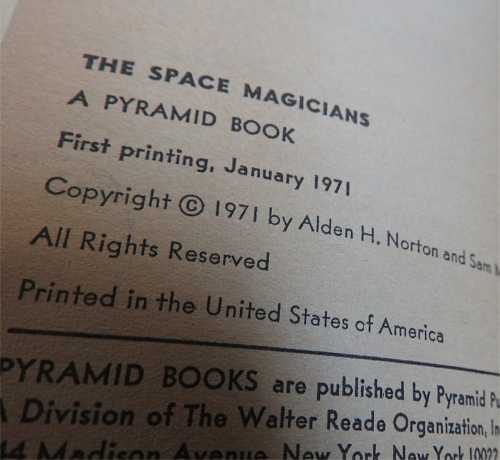 THE SPACE MAGICIANS
A PYRAMID BOOK
First printing, January 1971
Copyright © 1971 by Alden H. Norton and Sam
All Rights Reserved
Printed in the United States of America
PYRAMID BOOKS are published by Pyramid
A Division of The Walter Reade Organization,
Madison Avenue, New York, New York 10022